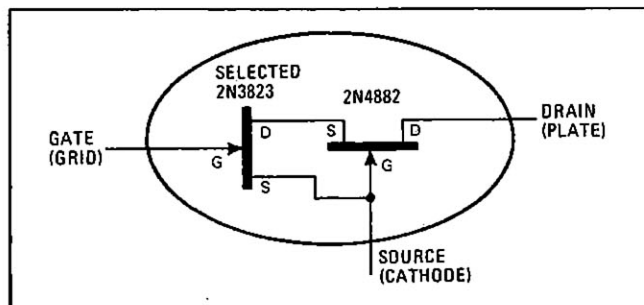 SELECTED
2N3823
2N4882
DRAIN
(PLATE)
GATE
(GRID)
D
S
D
G
G
S
SOURCE
(CATHODE)